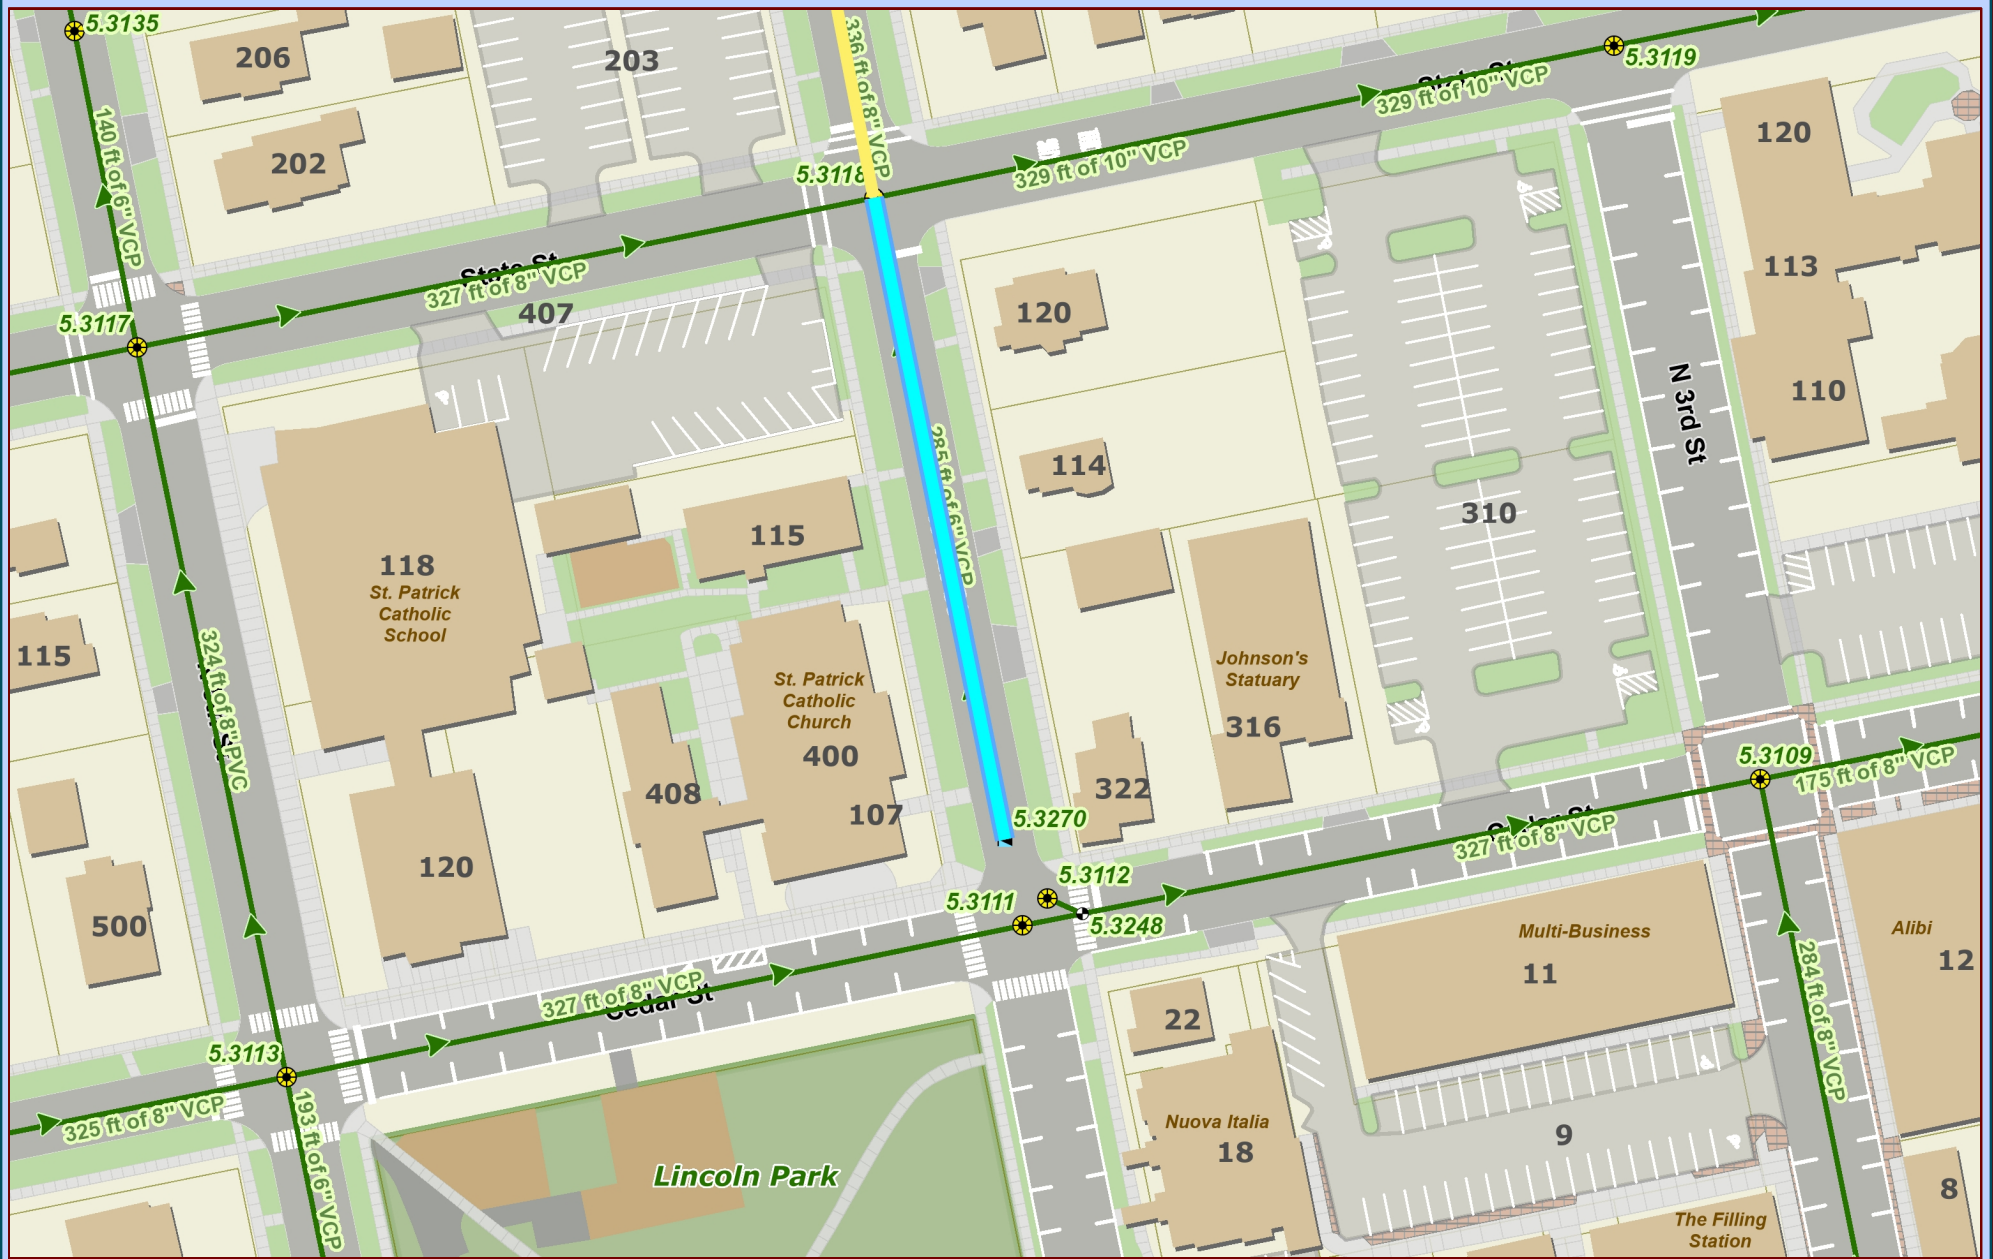 5.3135
206
203
336 ft of 8" VCP
State St
329 ft of 10" VCP
5.3119
140 ft of 6" VCP
202
5.3118
329 ft of 10" VCP
120
State St
327 ft of 8" VCP
407
5.3117
120
113
N 3rd St
110
285 ft of 6" VCP
114
310
118
St. Patrick
Catholic
School
115
115
324 ft of 8" PVC
Johnson's
Statuary
316
St. Patrick
Catholic
Church
400
107
408
322
5.3109
175 ft of 8" VCP
5.3270
Cedar St
327 ft of 8" VCP
120
500
5.3112
5.3111
5.3248
Multi-Business
11
Alibi
12
327 ft of 8" VCP
Cedar St
22
5.3113
325 ft of 8" VCP
193 ft of 6" VCP
284 ft of 8" VCP
Nuova Italia
18
9
Lincoln Park
8
The Filling
Station